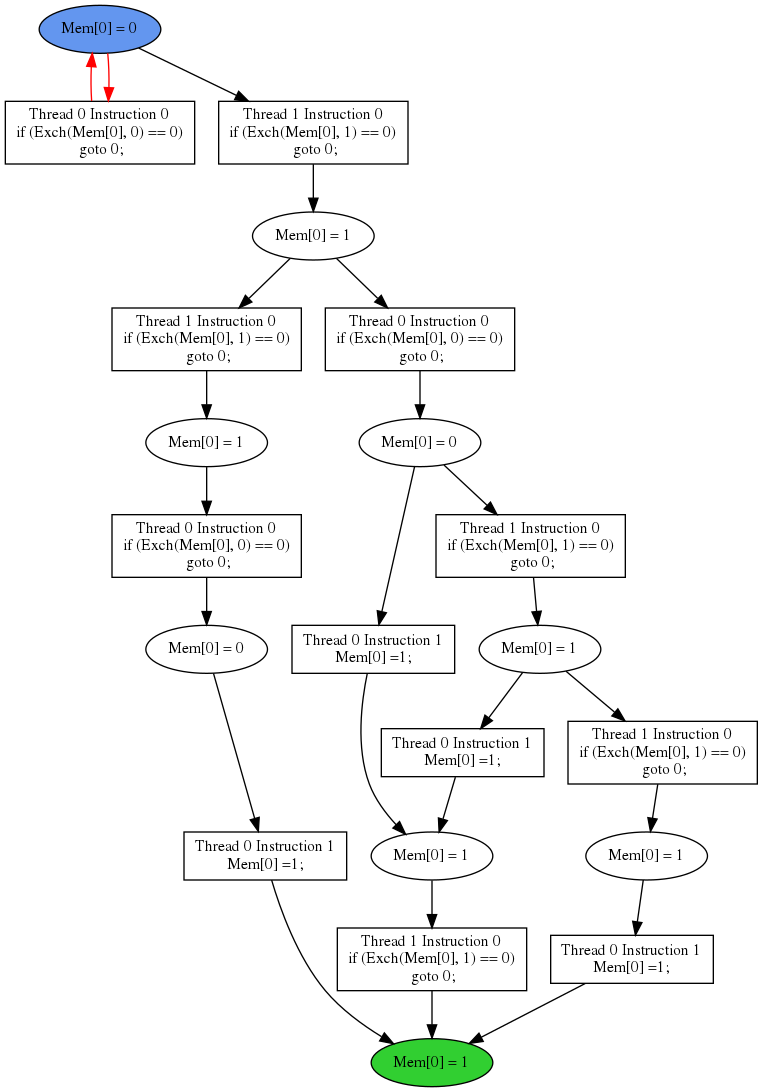 Mem[0] = 0
Thread 0 Instruction 0
if (Exch(Mem[0], 0) == 0)
goto 0;
Thread 1 Instruction 0
if (Exch(Mem[0], 1) == 0)
goto 0;
Mem[0] = 1
Thread 1 Instruction 0
if (Exch(Mem[0], 1) == 0)
goto 0;
Thread 0 Instruction 0
if (Exch(Mem[0], 0) == 0)
goto 0;
Mem[0] = 1
Mem[0] = 0
Thread 0 Instruction 0
if (Exch(Mem[0], 0) == 0)
goto 0;
Thread 1 Instruction 0
if (Exch(Mem[0], 1) == 0)
goto 0;
Mem[0] = 0
Thread 0 Instruction 1
Mem[0] =1;
Mem[0] = 1
Thread 0 Instruction 1
Mem[0] =1;
Thread 1 Instruction 0
if (Exch(Mem[0], 1) == 0)
goto 0;
Thread 0 Instruction 1
Mem[0] =1;
Mem[0] = 1
Mem[0] = 1
Thread 1 Instruction 0
if (Exch(Mem[0], 1) == 0)
goto 0;
Thread 0 Instruction 1
Mem[0] =1;
Mem[0] = 1